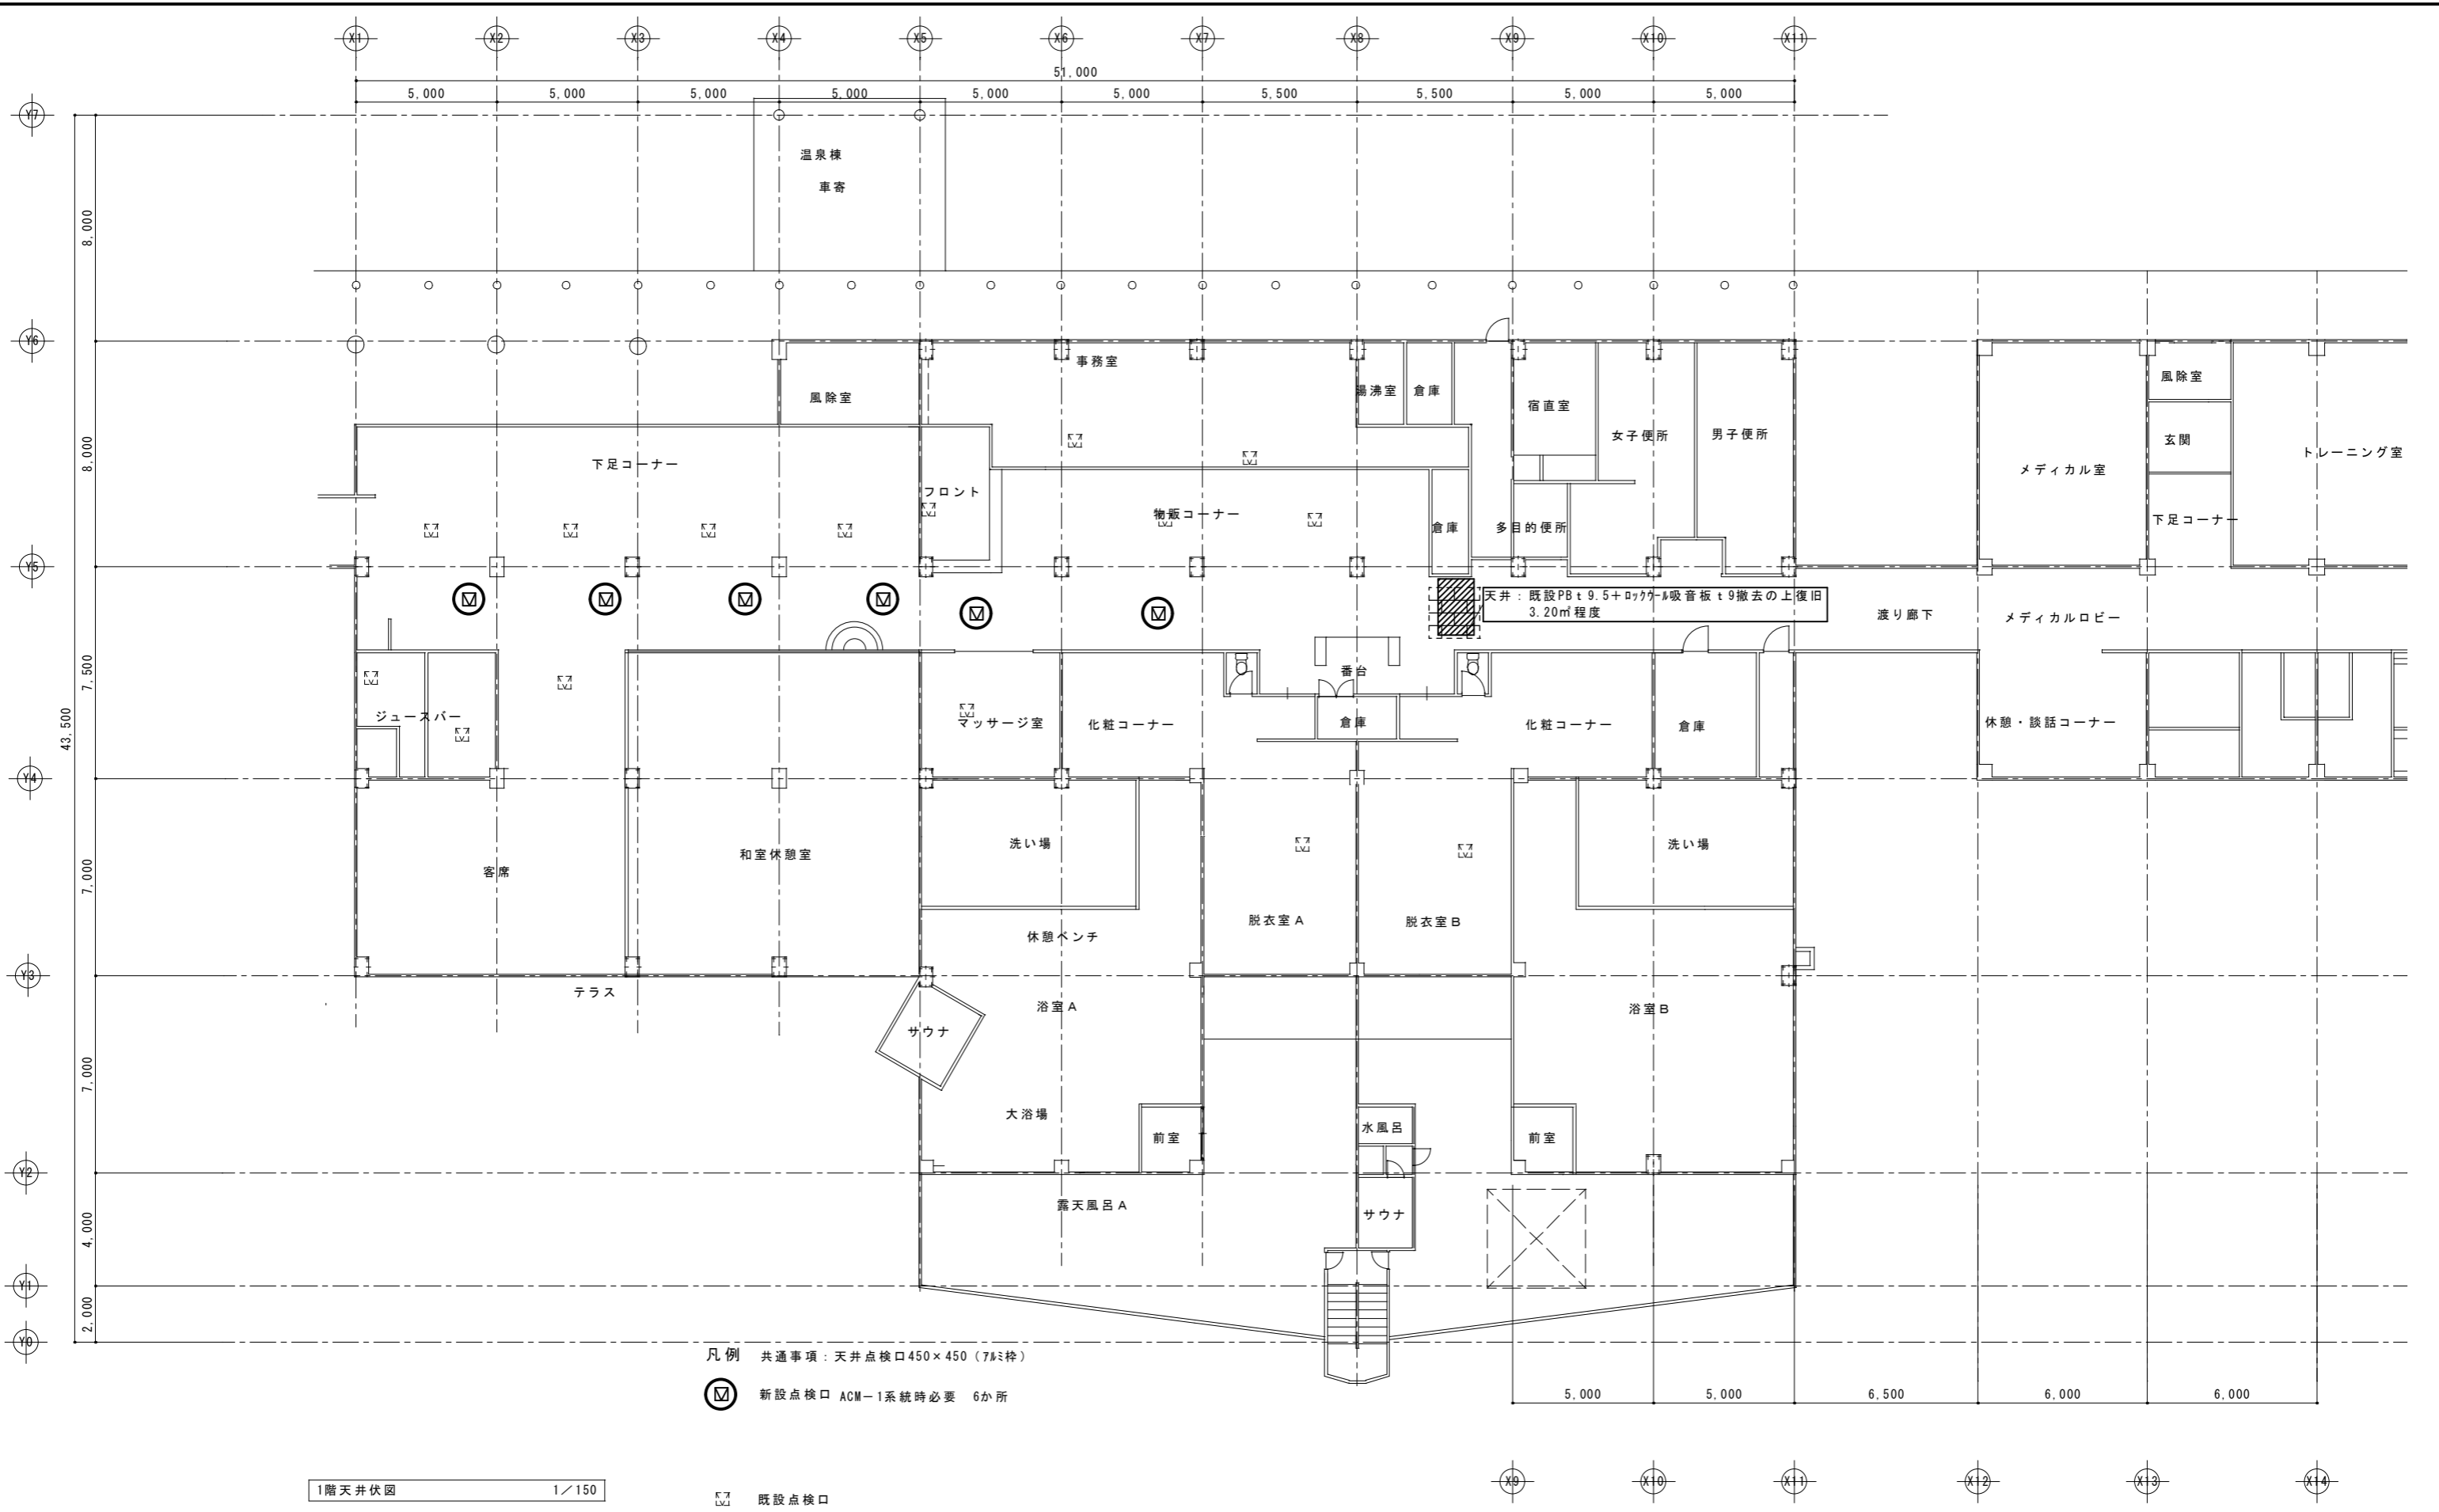 X1 X2 X3 X4 X5 X6 X7 X8 X9 X10 X11
51,000
5,000 5,000 5,000 5,000 5,000 5,000 5,500 5,500 5,000 5,000
Y7
温泉棟
車寄
8,000
Y6
事務室
風除室
湯沸室 倉庫
宿直室
女子便所
男子便所
風除室
玄関
メディカル室
トレーニング室
8,000
下足コーナー
フロント
物販コーナー
倉庫
多目的便所
下足コーナー
Y5
天井：既設PBt9.5+ロックウール吸音板t9撤去の上復旧
3.20㎡程度
渡り廊下
メディカルロビー
7,500
43,500
番台
ジュースバー
マッサージ室
化粧コーナー
倉庫
化粧コーナー
倉庫
休憩・談話コーナー
Y4
洗い場
洗い場
和室休憩室
客席
7,000
脱衣室A
脱衣室B
休憩ベンチ
Y3
テラス
浴室A
浴室B
サウナ
7,000
大浴場
前室
水風呂
前室
Y2
露天風呂A
サウナ
4,000
Y1
2,000
Y0
凡例 共通事項：天井点検口450×450（アルミ枠）
新設点検口 ACM－1系統時必要 6か所
5,000 5,000 6,500 6,000 6,000
X9 X10 X11 X12 X13 X14
1階天井伏図 1／150
既設点検口